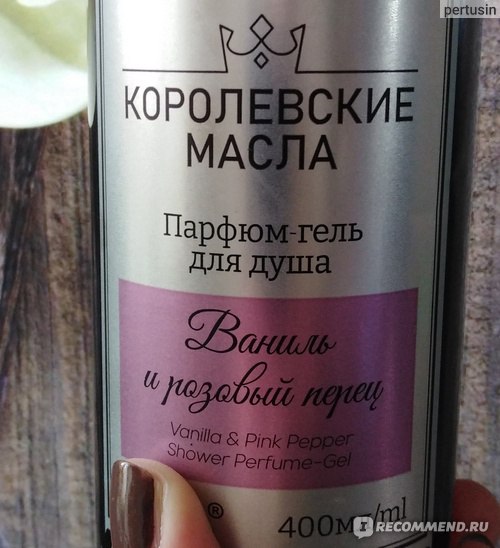 pertusin
КОРОЛЕВСКИЕ
МАСЛА
Парфюм-гель
для душа
Ваниль
и розовый перец
Vanilla & Pink Pepper
Shower Perfume-Gel
®
400мл/ml
IRECOMMEND.RU